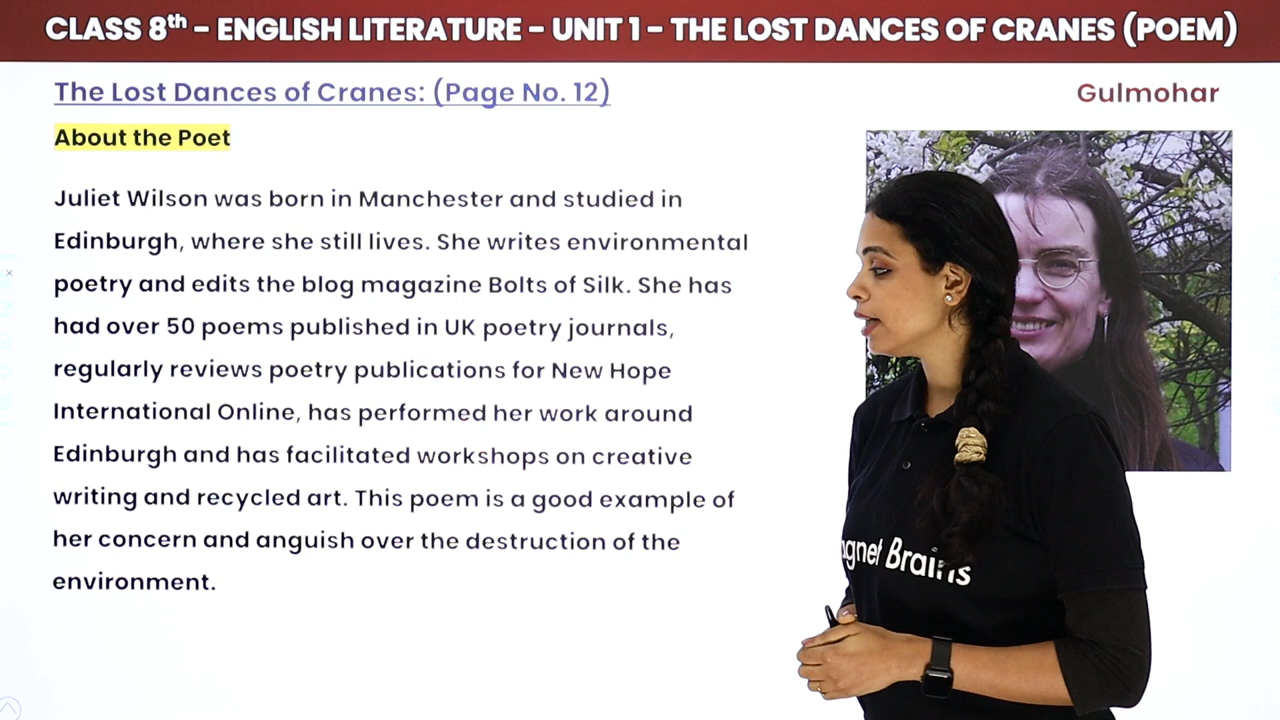 CLASS 8th – ENGLISH LITERATURE – UNIT 1 – THE LOST DANCES OF CRANES (POEM)
The Lost Dances of Cranes: (Page No. 12)
Gulmohar
About the Poet
Juliet Wilson was born in Manchester and studied in
Edinburgh, where she still lives. She writes environmental
poetry and edits the blog magazine Bolts of Silk. She has
had over 50 poems published in UK poetry journals,
regularly reviews poetry publications for New Hope
International Online, has performed her work around
Edinburgh and has facilitated workshops on creative
writing and recycled art. This poem is a good example of
her concern and anguish over the destruction of the
environment.
agnet Brains